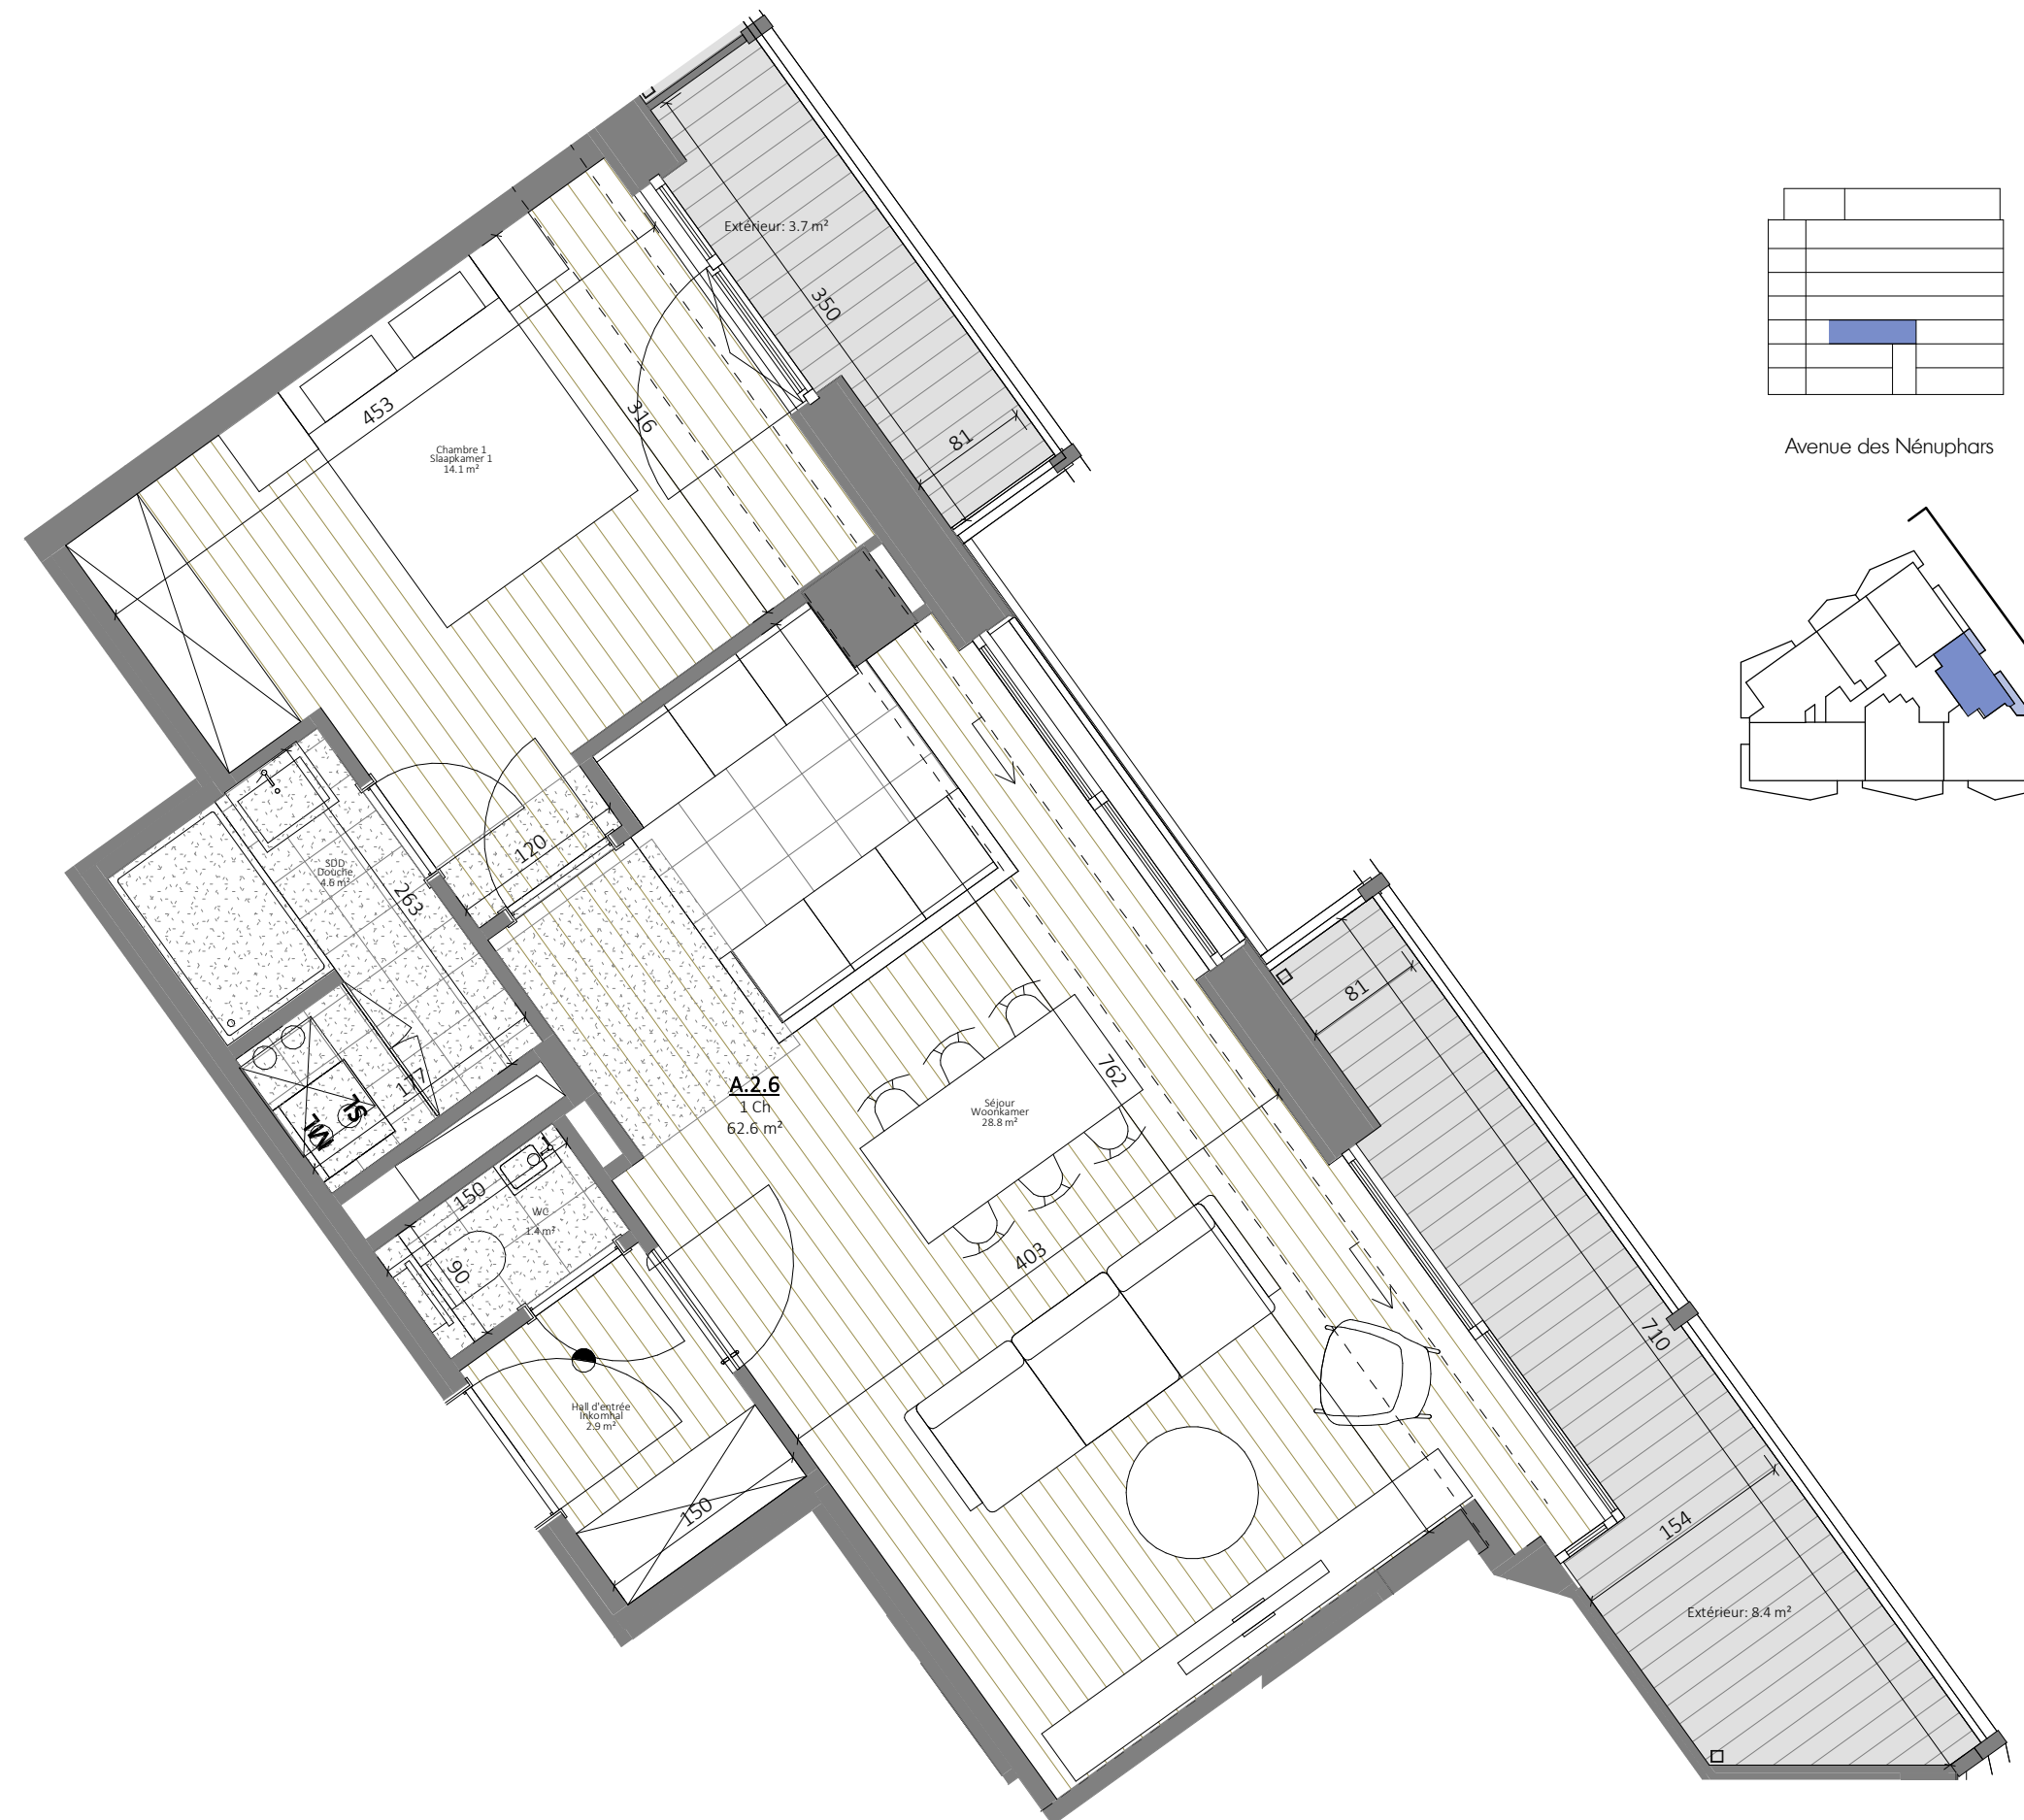 Extérieur: 3.7 m²
350
81
453
316
Chambre 1
Slaapkamer 1
14.1 m²
Avenue des Nénuphars
120
SDD
Douche
4.6 m²
263
177
SL
ML
A.2.6
1 Ch
62.6 m²
762
Séjour
Woonkamer
28.8 m²
81
150
WC
1.4 m²
90
403
710
Hall d'entrée
Inkomhal
2.9 m²
150
154
Extérieur: 8.4 m²